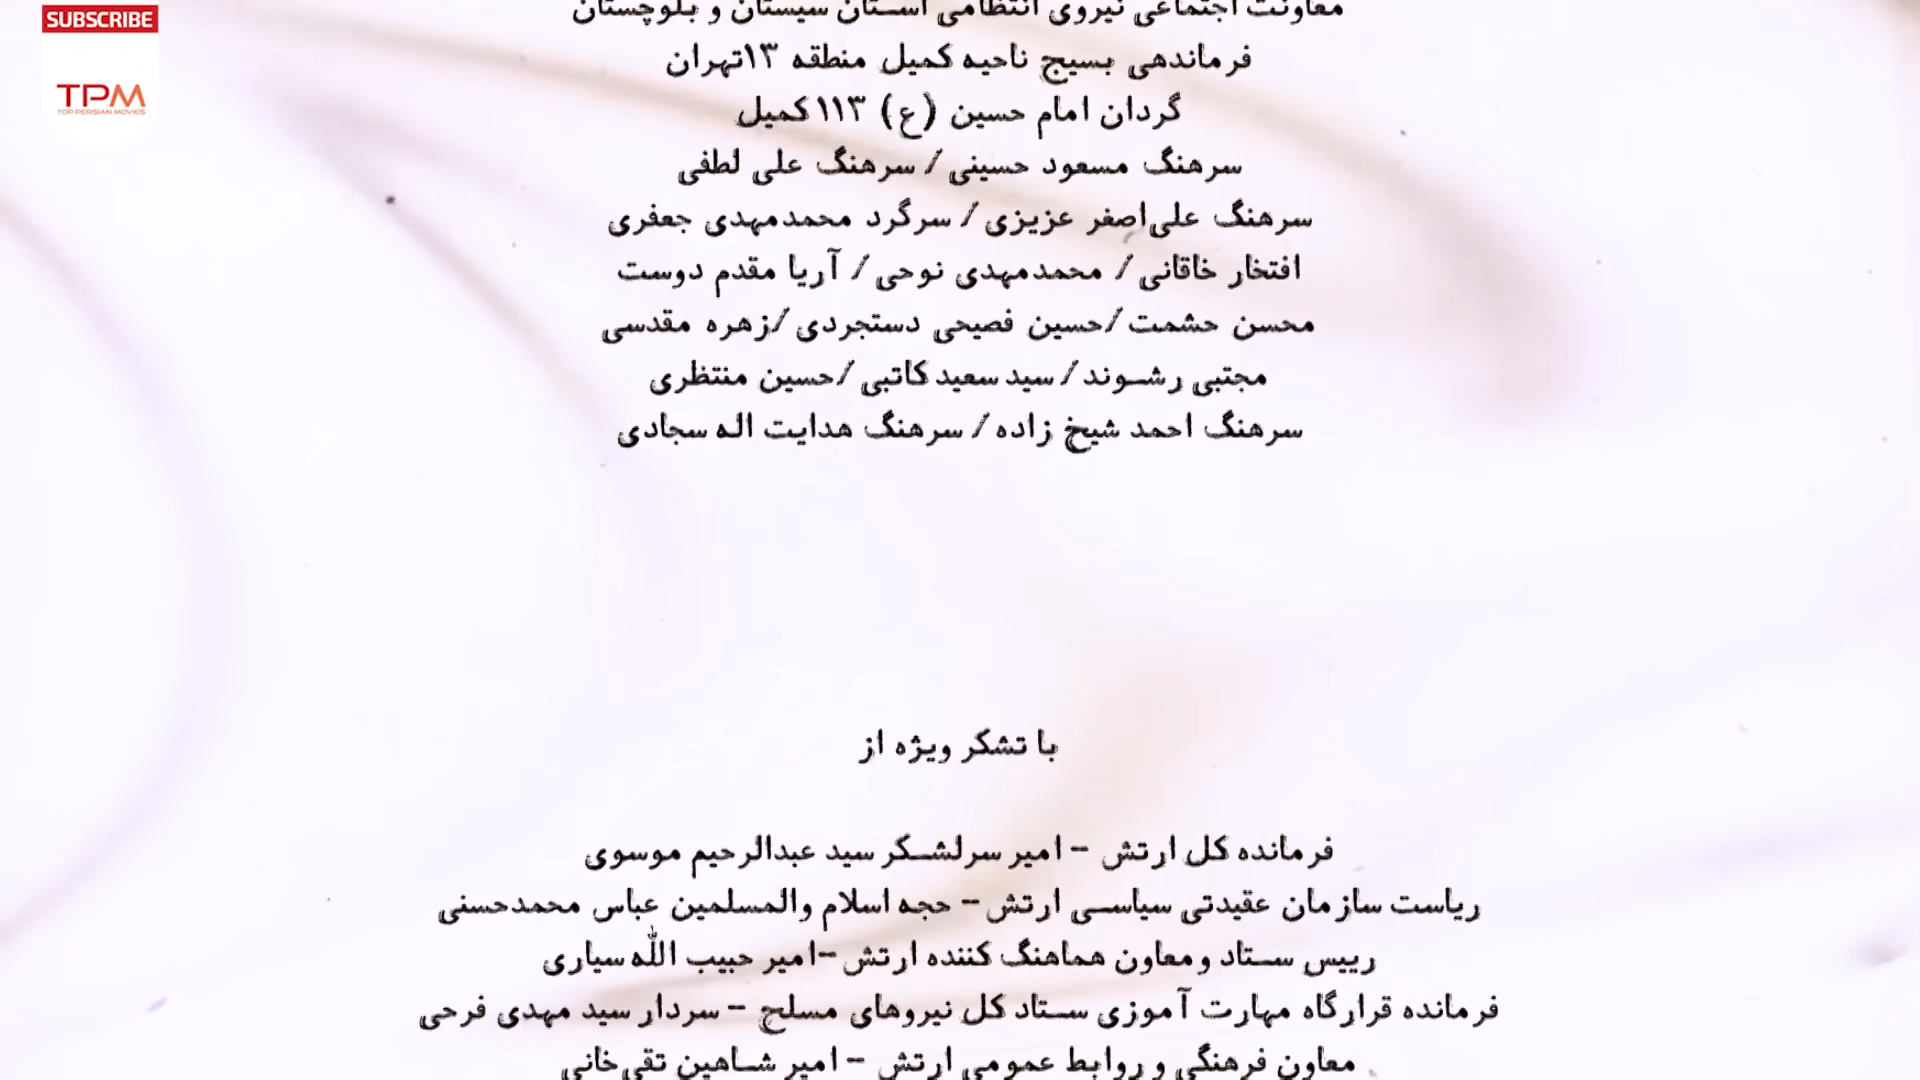 SUBSCRIBE
TPM
TOP PERSIAN MOVIES
معاونت اجتماعی نیروی انتظامی استان سیستان و بلوچستان
فرماندهی بسیج ناحیه کمیل منطقه ۱۳تهران
گردان امام حسین (ع) ۱۱۳کمیل
سرهنگ مسعود حسینی / سرهنگ علی لطفی
سرهنگ علی‌اصغر عزیزی / سرگرد محمدمهدی جعفری
افتخار خاقانی / محمدمهدی نوحی / آریا مقدم دوست
محسن حشمت /حسین فصیحی دستجردی /زهره مقدسی
مجتبی رشوند / سید سعید کاتبی /حسین منتظری
سرهنگ احمد شیخ زاده / سرهنگ هدایت اله سجادی
با تشکر ویژه از
فرمانده کل ارتش - امیر سرلشکر سید عبدالرحیم موسوی
ریاست سازمان عقیدتی سیاسی ارتش - حجه اسلام والمسلمین عباس محمدحسنی
رییس ستاد و معاون هماهنگ کننده ارتش -امیر حبیب الله سیاری
فرمانده قرارگاه مهارت آموزی ستاد کل نیروهای مسلح - سردار سید مهدی فرحی
معاون فرهنگی و روابط عمومی ارتش - امیر شاهین تقی‌خانی